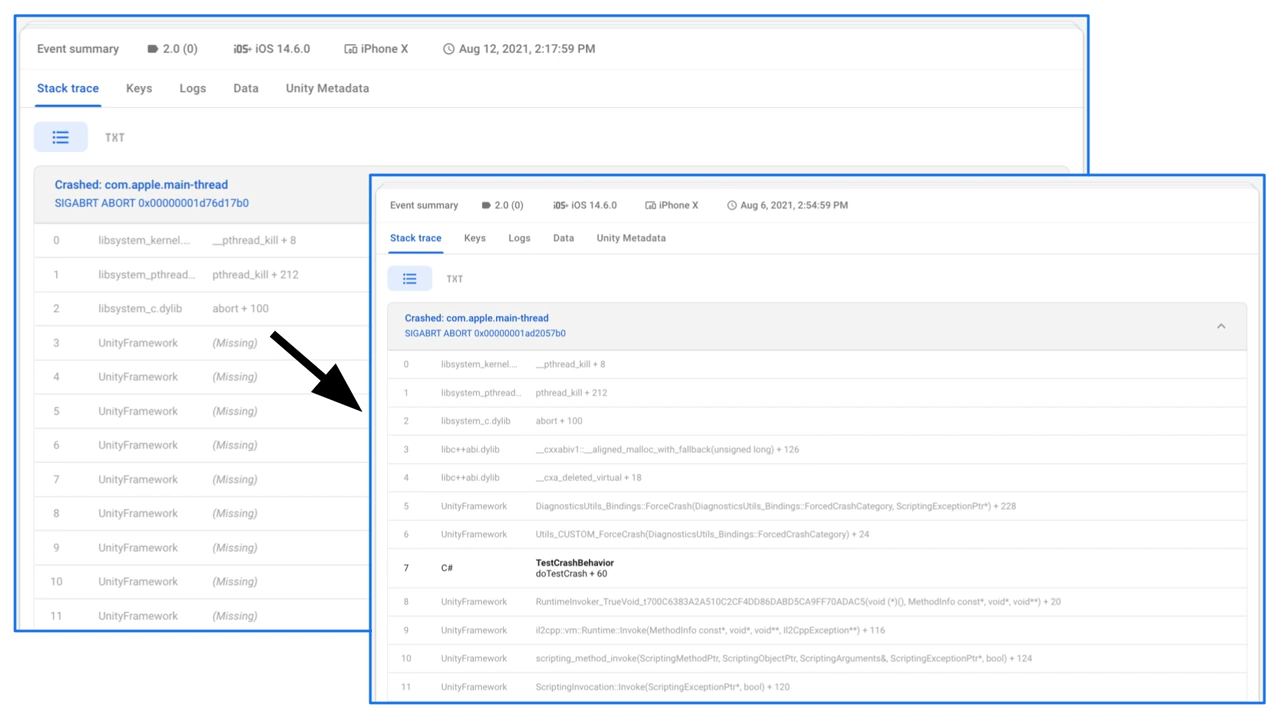 Event summary 2.0 (0) iOS+ iOS 14.6.0 iPhone X Aug 12, 2021, 2:17:59 PM
Stack trace Keys Logs Data Unity Metadata
TXT
Crashed: com.apple.main-thread
SIGABRT ABORT 0x00000001d76d17b0
0 libsystem_kernel... __pthread_kill + 8
1 libsystem_pthread... pthread_kill + 212
2 libsystem_c.dylib abort + 100
3 UnityFramework (Missing)
4 UnityFramework (Missing)
5 UnityFramework (Missing)
6 UnityFramework (Missing)
7 UnityFramework (Missing)
8 UnityFramework (Missing)
9 UnityFramework (Missing)
10 UnityFramework (Missing)
11 UnityFramework (Missing)
Event summary 2.0 (0) iOS+ iOS 14.6.0 iPhone X Aug 6, 2021, 2:54:59 PM
Stack trace Keys Logs Data Unity Metadata
TXT
Crashed: com.apple.main-thread
SIGABRT ABORT 0x00000001ad2057b0
0 libsystem_kernel... __pthread_kill + 8
1 libsystem_pthread... pthread_kill + 212
2 libsystem_c.dylib abort + 100
3 libc++abi.dylib __cxxabiv1::__aligned_malloc_with_fallback(unsigned long) + 126
4 libc++abi.dylib __cxa_deleted_virtual + 18
5 UnityFramework DiagnosticsUtils_Bindings::ForceCrash(DiagnosticsUtils_Bindings::ForcedCrashCategory, ScriptingExceptionPtr*) + 228
6 UnityFramework Utils_CUSTOM_ForceCrash(DiagnosticsUtils_Bindings::ForcedCrashCategory) + 24
7 C# TestCrashBehavior
doTestCrash + 60
8 UnityFramework RuntimeInvoker_TrueVoid_t700C6383A2A510C2CF4DD86DABD5CA9FF70ADAC5(void (*)(), MethodInfo const*, void*, void**) + 20
9 UnityFramework il2cpp::vm::Runtime::Invoke(MethodInfo const*, void*, void**, Il2CppException**) + 116
10 UnityFramework scripting_method_invoke(ScriptingMethodPtr, ScriptingObjectPtr, ScriptingArguments&, ScriptingExceptionPtr*, bool) + 124
11 UnityFramework ScriptingInvocation::Invoke(ScriptingExceptionPtr*, bool) + 120